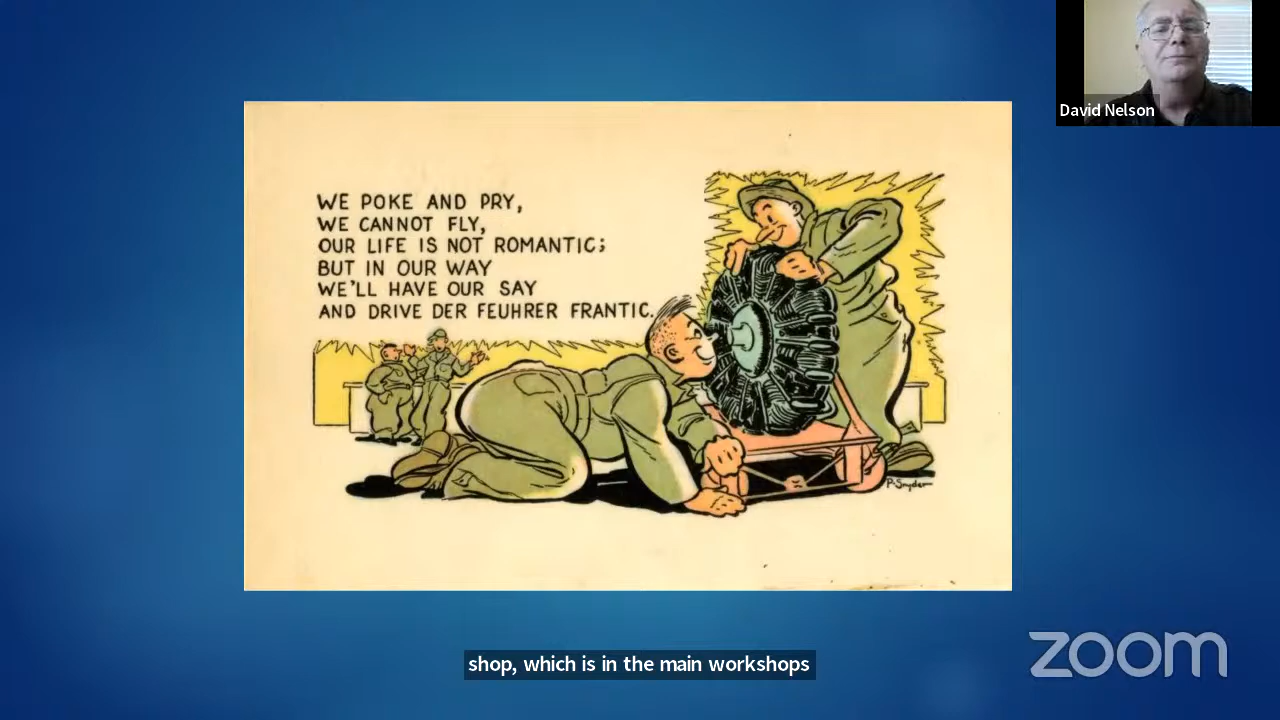 David Nelson
WE POKE AND PRY,
WE CANNOT FLY,
OUR LIFE IS NOT ROMANTIC;
BUT IN OUR WAY
WE'LL HAVE OUR SAY
AND DRIVE DER FEUHRER FRANTIC.
P. Snyder
shop, which is in the main workshops
zoom